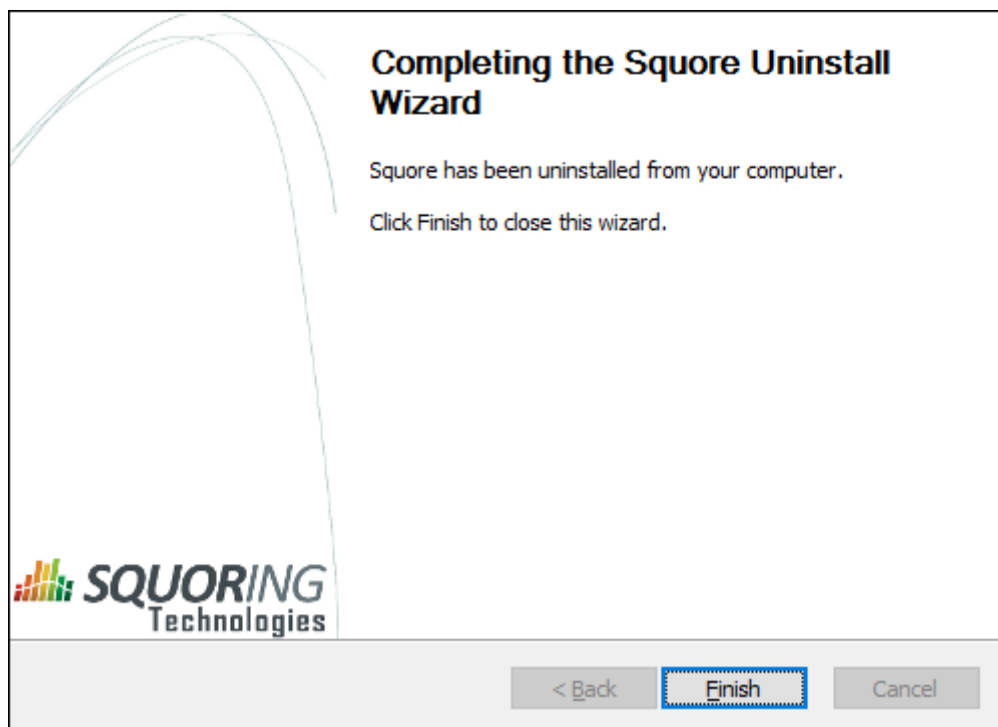 Completing the Squore Uninstall
Wizard
Squore has been uninstalled from your computer.
Click Finish to close this wizard.
SQUORING
Technologies
< Back
Finish
Cancel